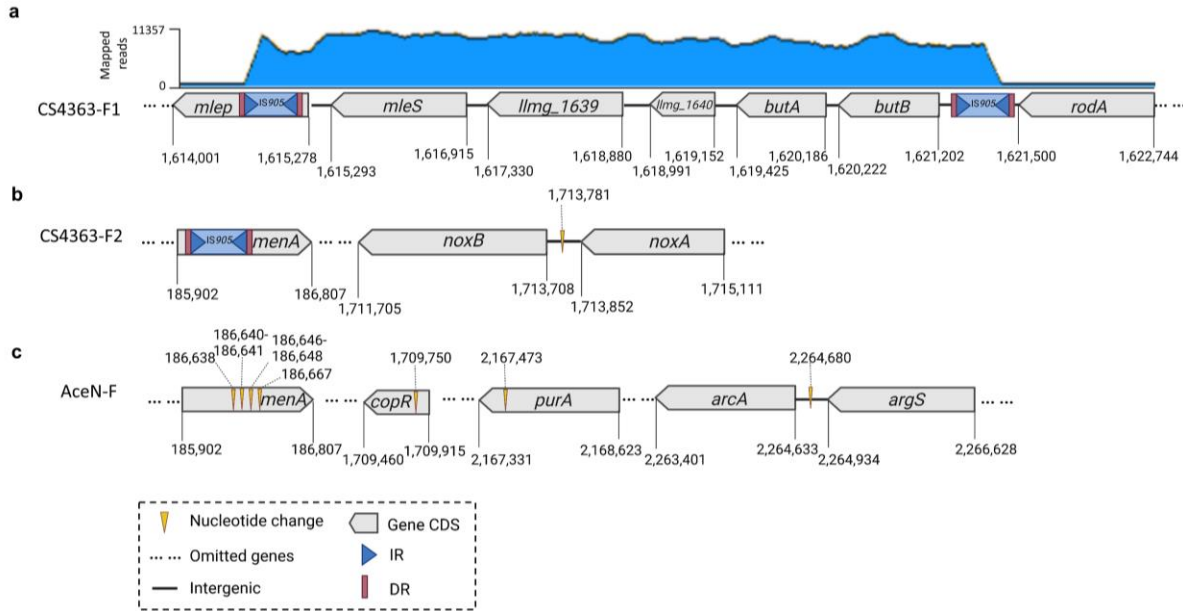 a
11357
Mapped reads
0
CS4363-F1
... ... mlep IS905 mleS llmg_1639 llmg_1640 butA butB IS905 rodA ... ...
1,614,001 1,615,278 1,616,915 1,618,880 1,619,152 1,620,186 1,621,202 1,621,500 1,622,744
1,615,293 1,617,330 1,618,991 1,619,425 1,620,222
b
1,713,781
CS4363-F2
... ... IS905 menA ... ... noxB noxA ... ...
185,902 186,807 1,713,708 1,715,111
1,711,705 1,713,852
c
186,640-
186,641
186,646-
186,648
186,638
186,667
1,709,750 2,167,473 2,264,680
AceN-F
... ... menA ... ... copR ... ... purA ... ... arcA argS ... ...
185,902 186,807 1,709,915 2,168,623 2,264,633 2,266,628
1,709,460 2,167,331 2,263,401 2,264,934
Nucleotide change Gene CDS
... ... Omitted genes IR
Intergenic DR